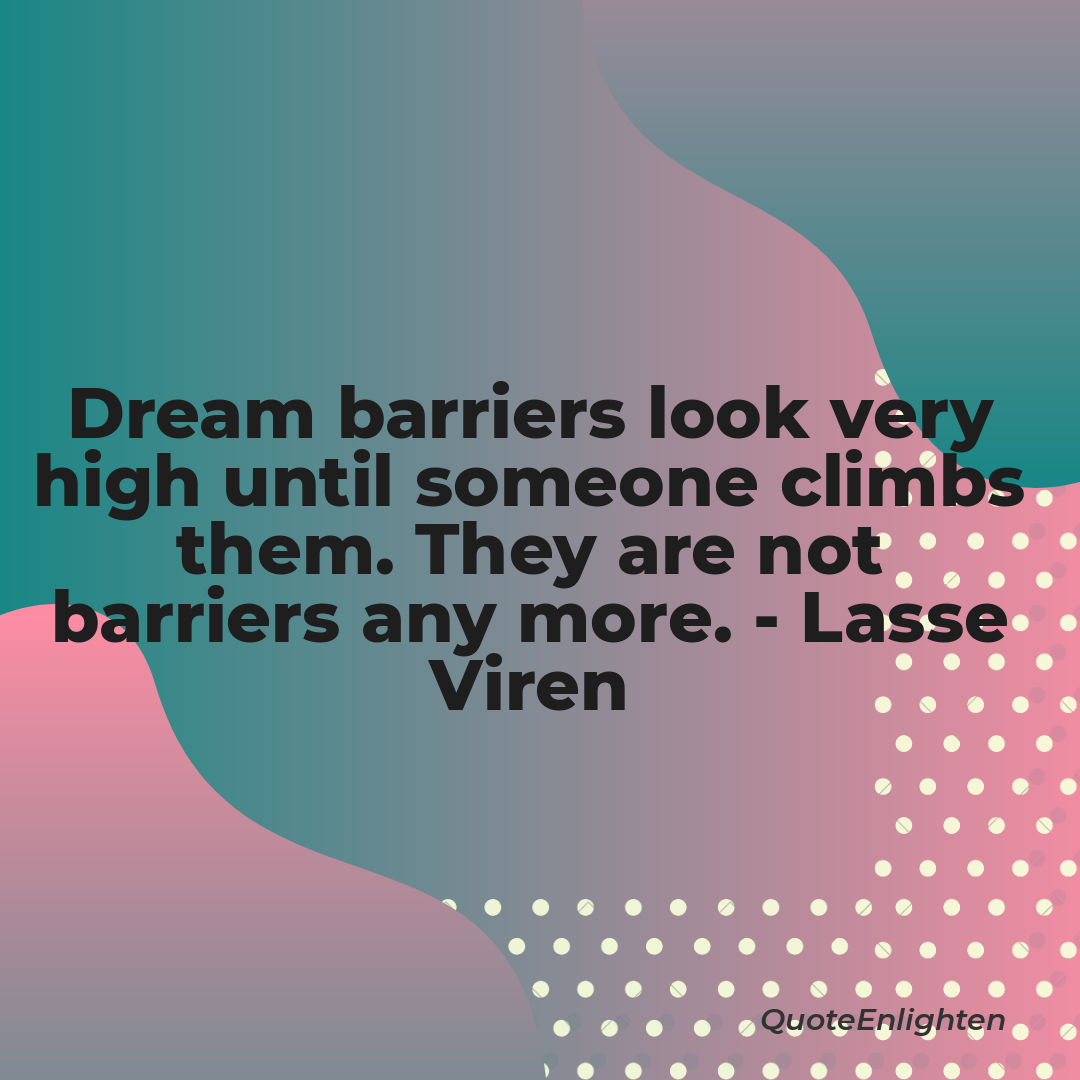 Dream barriers look very
high until someone climbs
them. They are not
barriers any more. - Lasse
Viren
QuoteEnlighten